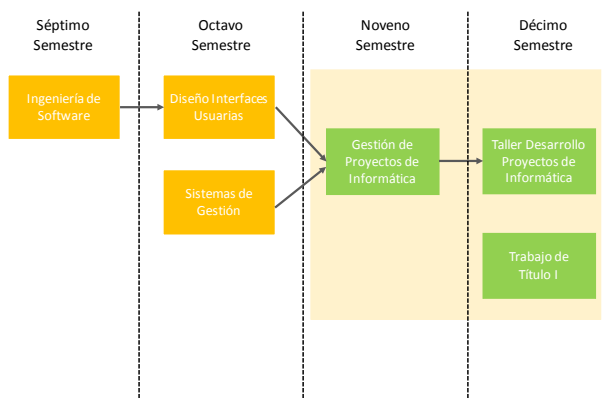 Séptimo
Semestre
Octavo
Semestre
Noveno
Semestre
Décimo
Semestre
Ingeniería de
Software
Diseño Interfaces
Usuarias
Sistemas de
Gestión
Gestión de
Proyectos de
Informática
Taller Desarrollo
Proyectos de
Informática
Trabajo de
Título I